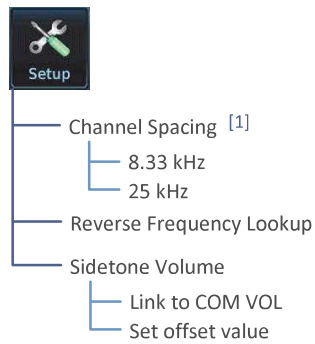 Setup
Channel Spacing [1]
8.33 kHz
25 kHz
Reverse Frequency Lookup
Sidetone Volume
Link to COM VOL
Set offset value